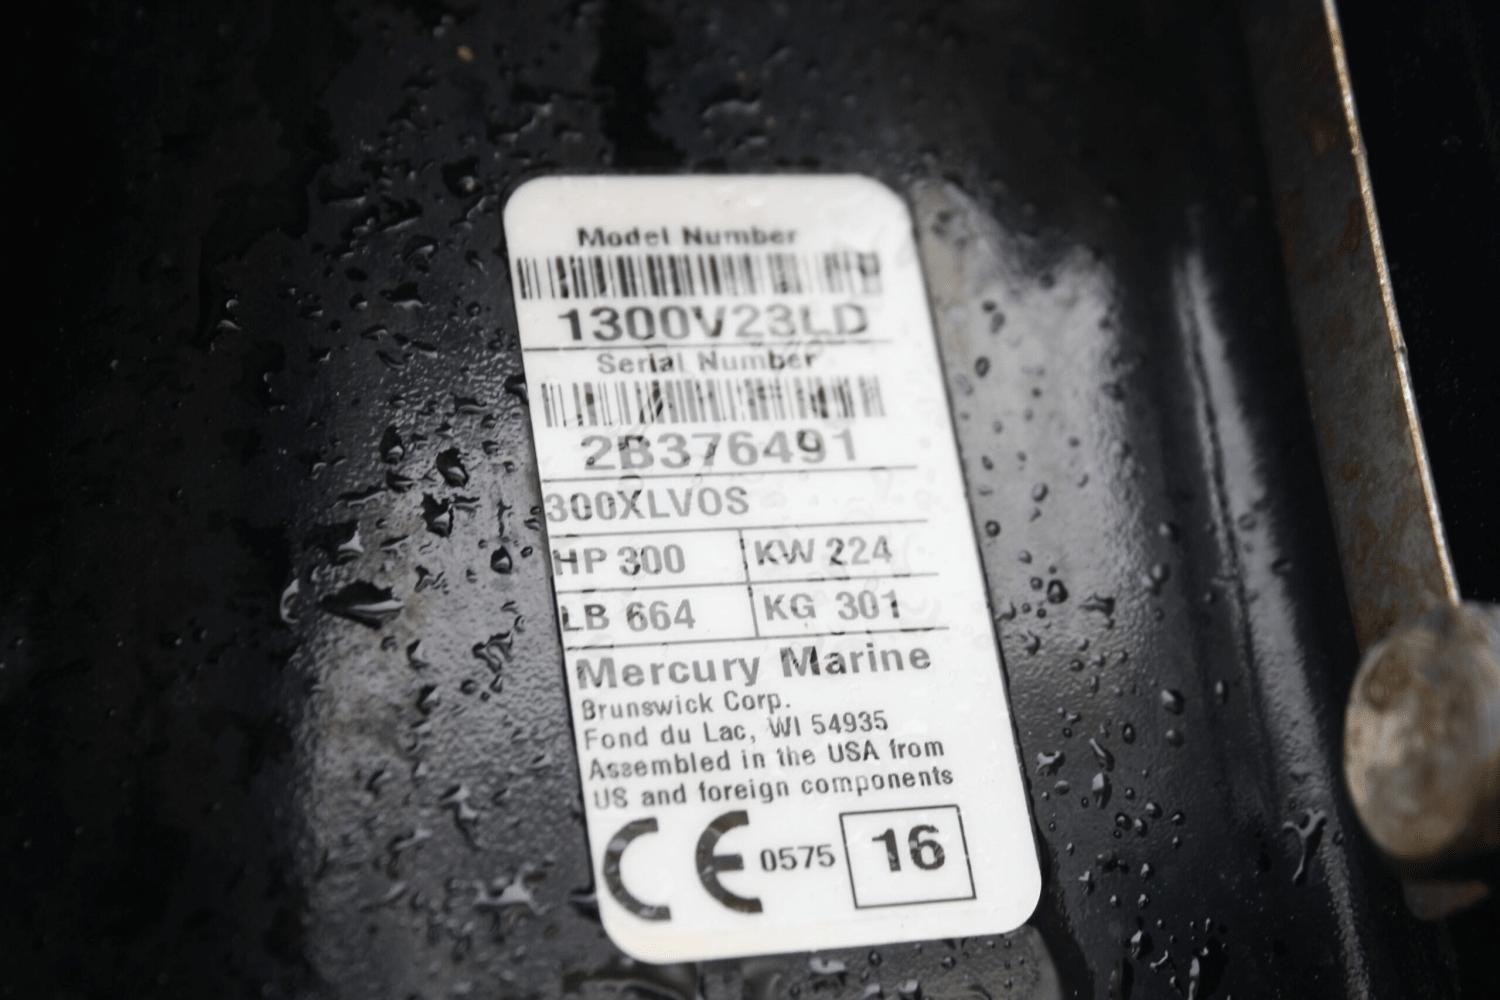 Model Number
1300V23LD
Serial Number
2B376491
300XLVOS
HP 300 KW 224
LB 664 KG 301
Mercury Marine
Brunswick Corp.
Fond du Lac, WI 54935
Assembled in the USA from
US and foreign components
CE 0575 16